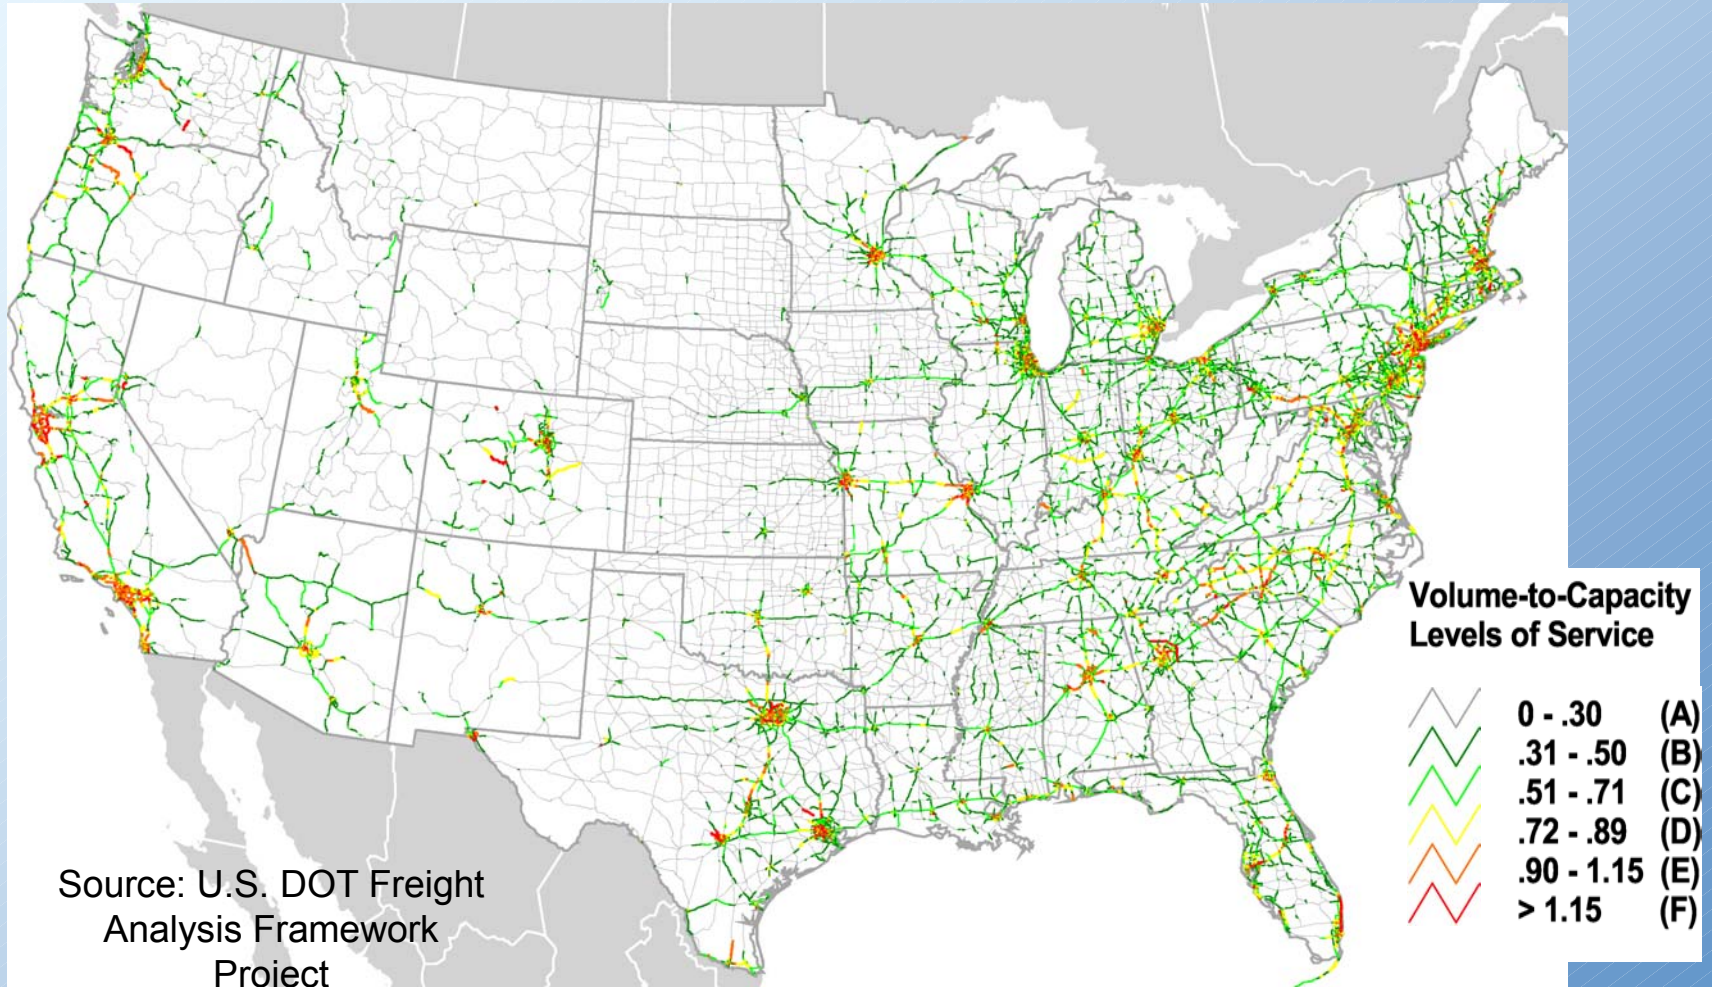 Volume-to-Capacity
Levels of Service
0 - .30 (A)
.31 - .50 (B)
.51 - .71 (C)
.72 - .89 (D)
.90 - 1.15 (E)
> 1.15 (F)
Source: U.S. DOT Freight
Analysis Framework
Project